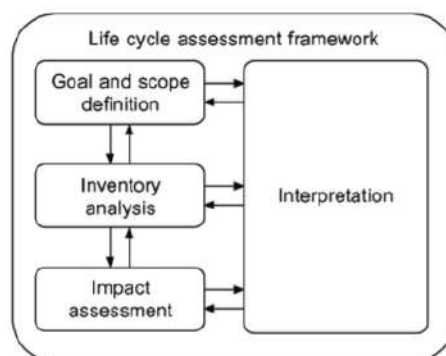 Life cycle assessment framework
Goal and scope
definition
Inventory
analysis
Interpretation
Impact
assessment